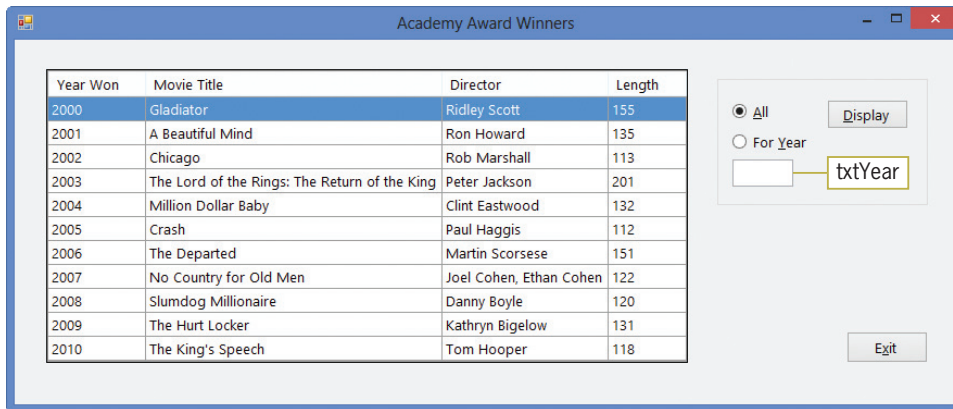 Academy Award Winners
Year Won Movie Title Director Length
2000 Gladiator Ridley Scott 155
2001 A Beautiful Mind Ron Howard 135
2002 Chicago Rob Marshall 113
2003 The Lord of the Rings: The Return of the King Peter Jackson 201
2004 Million Dollar Baby Clint Eastwood 132
2005 Crash Paul Haggis 112
2006 The Departed Martin Scorsese 151
2007 No Country for Old Men Joel Cohen, Ethan Cohen 122
2008 Slumdog Millionaire Danny Boyle 120
2009 The Hurt Locker Kathryn Bigelow 131
2010 The King's Speech Tom Hooper 118
All Display
For Year
txtYear
Exit